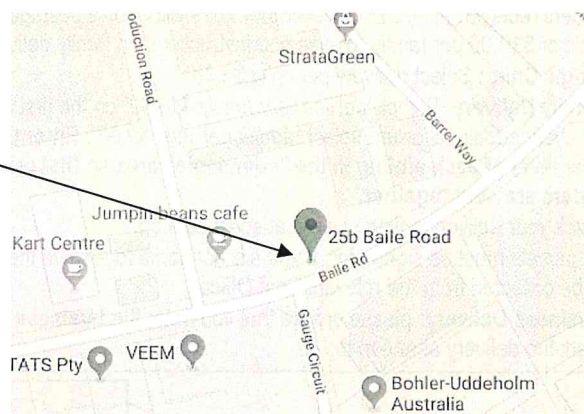 oduction Road
StrataGreen
Barrel Way
Jumpin beans cafe
25b Baile Road
Kart Centre
Baile Rd
Gauge Circuit
TATS Pty
VEEM
Bohler-Uddeholm
Australia